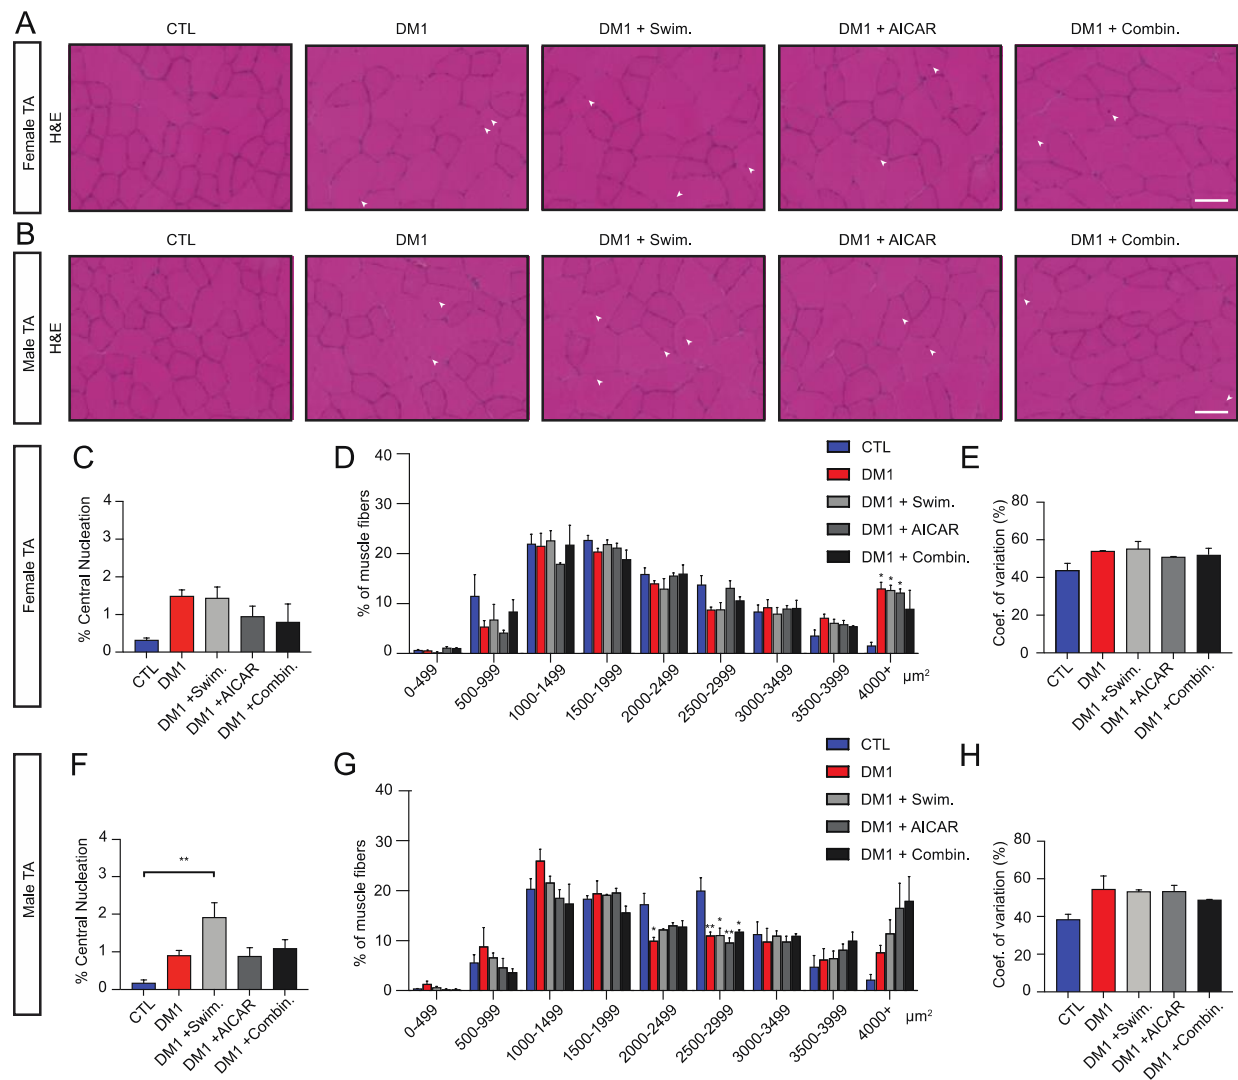 A
CTL
DM1
DM1 + Swim.
DM1 + AICAR
DM1 + Combin.
Female TA
H&E
B
CTL
DM1
DM1 + Swim.
DM1 + AICAR
DM1 + Combin.
Male TA
H&E
Female TA
C
% Central Nucleation
4
3
2
1
0
CTL
DM1
DM1 +Swim.
DM1 +AICAR
DM1 +Combin.
D
% of muscle fibers
40
30
20
10
0
CTL
DM1
DM1 + Swim.
DM1 + AICAR
DM1 + Combin.
* * *
0-499
500-999
1000-1499
1500-1999
2000-2499
2500-2999
3000-3499
3500-3999
4000+
µm²
E
Coef. of variation (%)
80
60
40
20
0
CTL
DM1
DM1 +Swim.
DM1 +AICAR
DM1 +Combin.
Male TA
F
% Central Nucleation
4
3
2
1
0
**
CTL
DM1
DM1 +Swim.
DM1 +AICAR
DM1 +Combin.
G
% of muscle fibers
40
30
20
10
0
CTL
DM1
DM1 + Swim.
DM1 + AICAR
DM1 + Combin.
*
** * ** *
0-499
500-999
1000-1499
1500-1999
2000-2499
2500-2999
3000-3499
3500-3999
4000+
µm²
H
Coef. of variation (%)
80
60
40
20
0
CTL
DM1
DM1 +Swim.
DM1 +AICAR
DM1 +Combin.